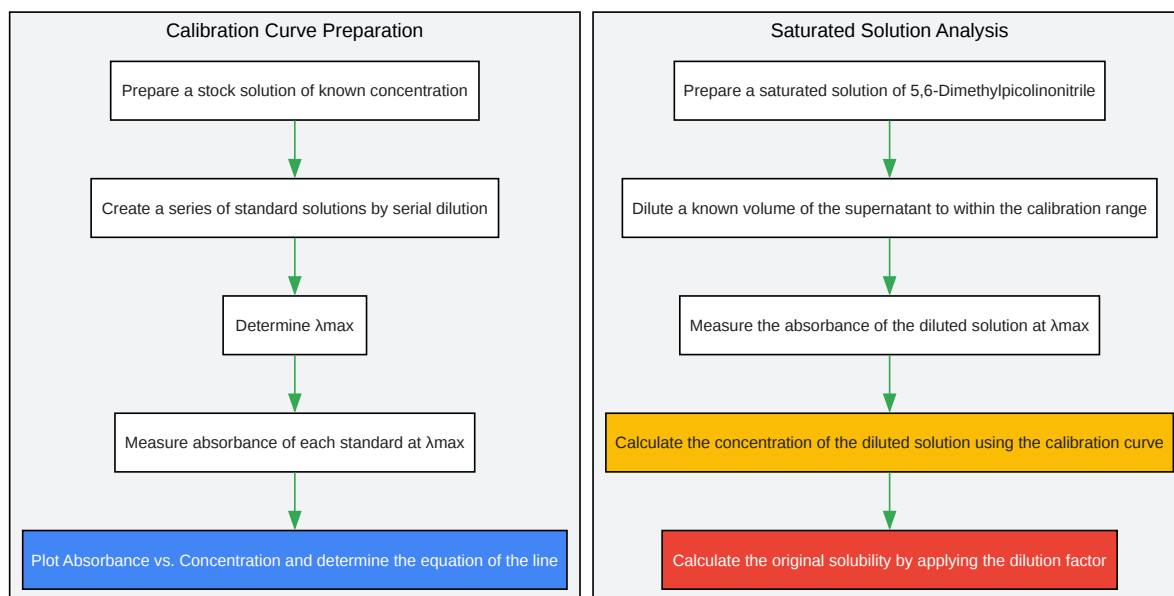 Calibration Curve Preparation
Prepare a stock solution of known concentration
Create a series of standard solutions by serial dilution
Determine λmax
Measure absorbance of each standard at λmax
Plot Absorbance vs. Concentration and determine the equation of the line
Saturated Solution Analysis
Prepare a saturated solution of 5,6-Dimethylpicolinonitrile
Dilute a known volume of the supernatant to within the calibration range
Measure the absorbance of the diluted solution at λmax
Calculate the concentration of the diluted solution using the calibration curve
Calculate the original solubility by applying the dilution factor